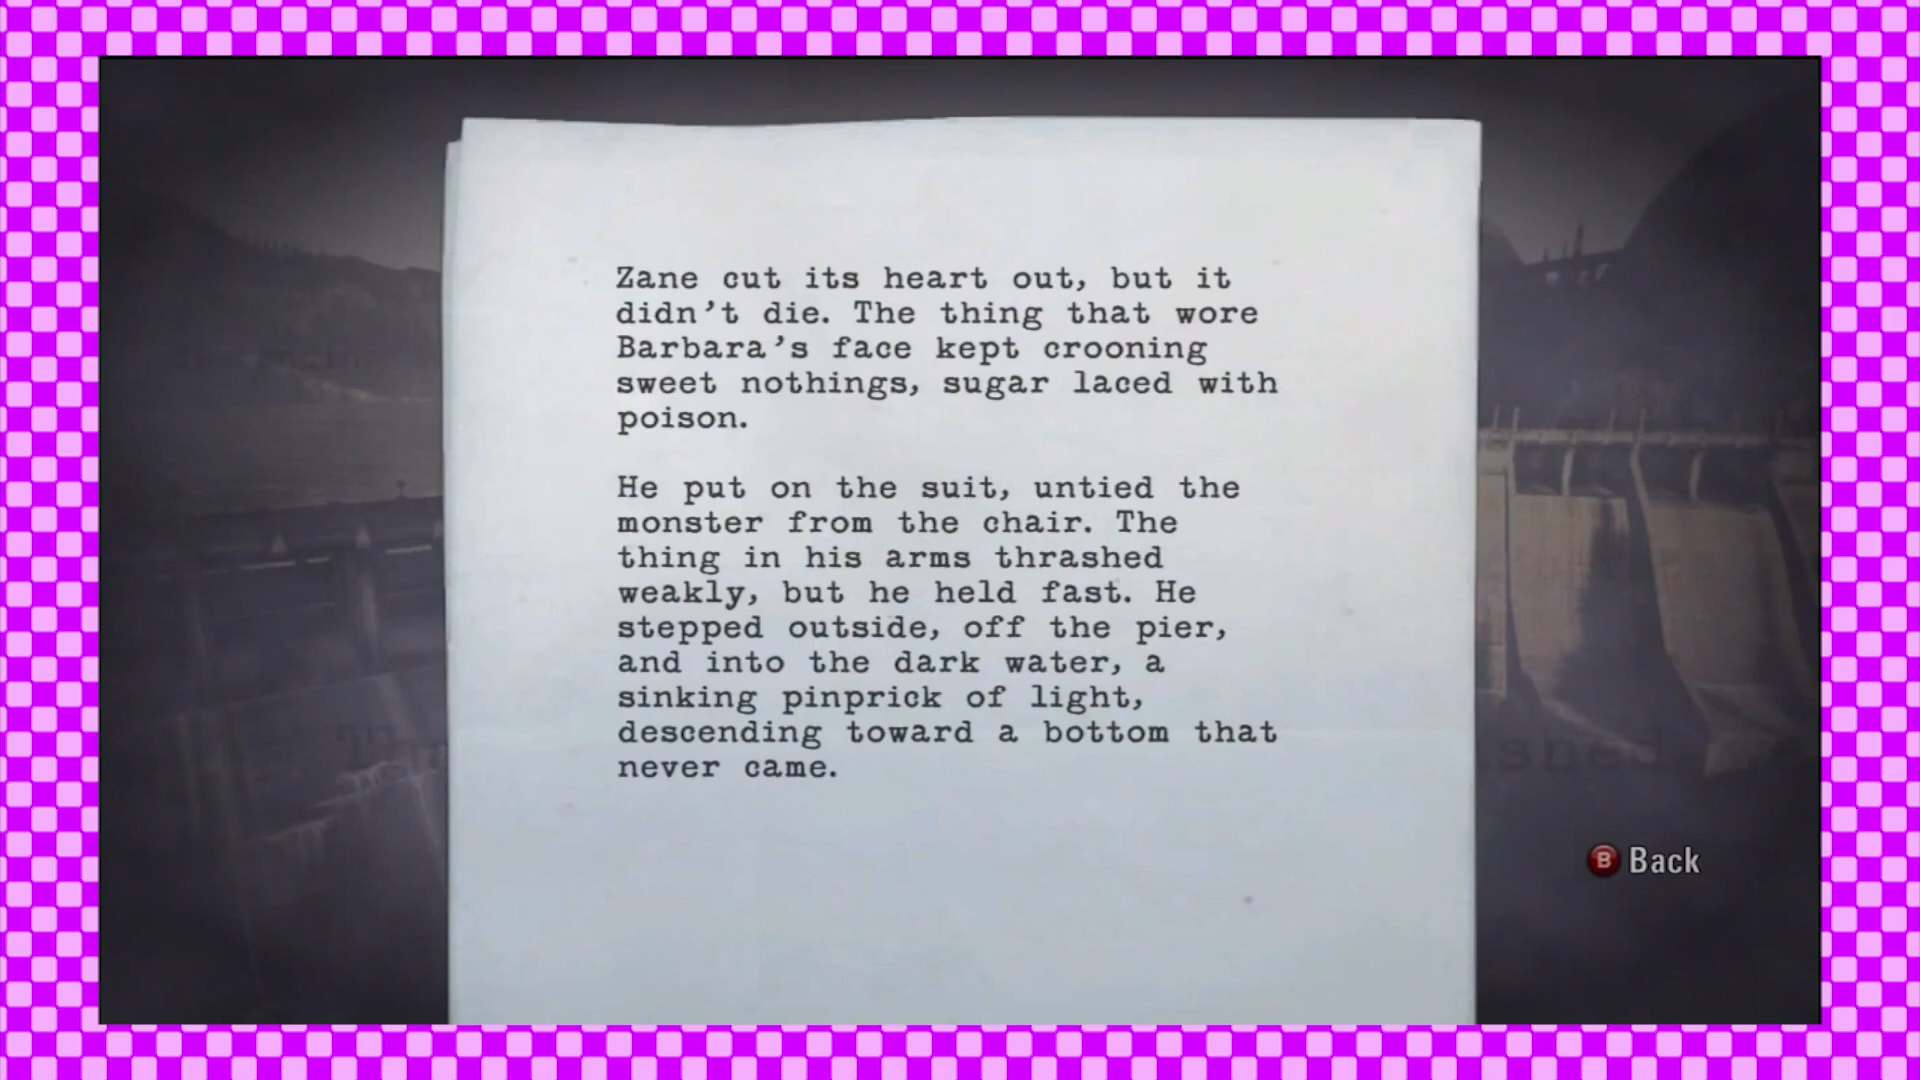 Zane cut its heart out, but it
didn't die. The thing that wore
Barbara's face kept crooning
sweet nothings, sugar laced with
poison.
He put on the suit, untied the
monster from the chair. The
thing in his arms thrashed
weakly, but he held fast. He
stepped outside, off the pier,
and into the dark water, a
sinking pinprick of light,
descending toward a bottom that
never came.
B Back